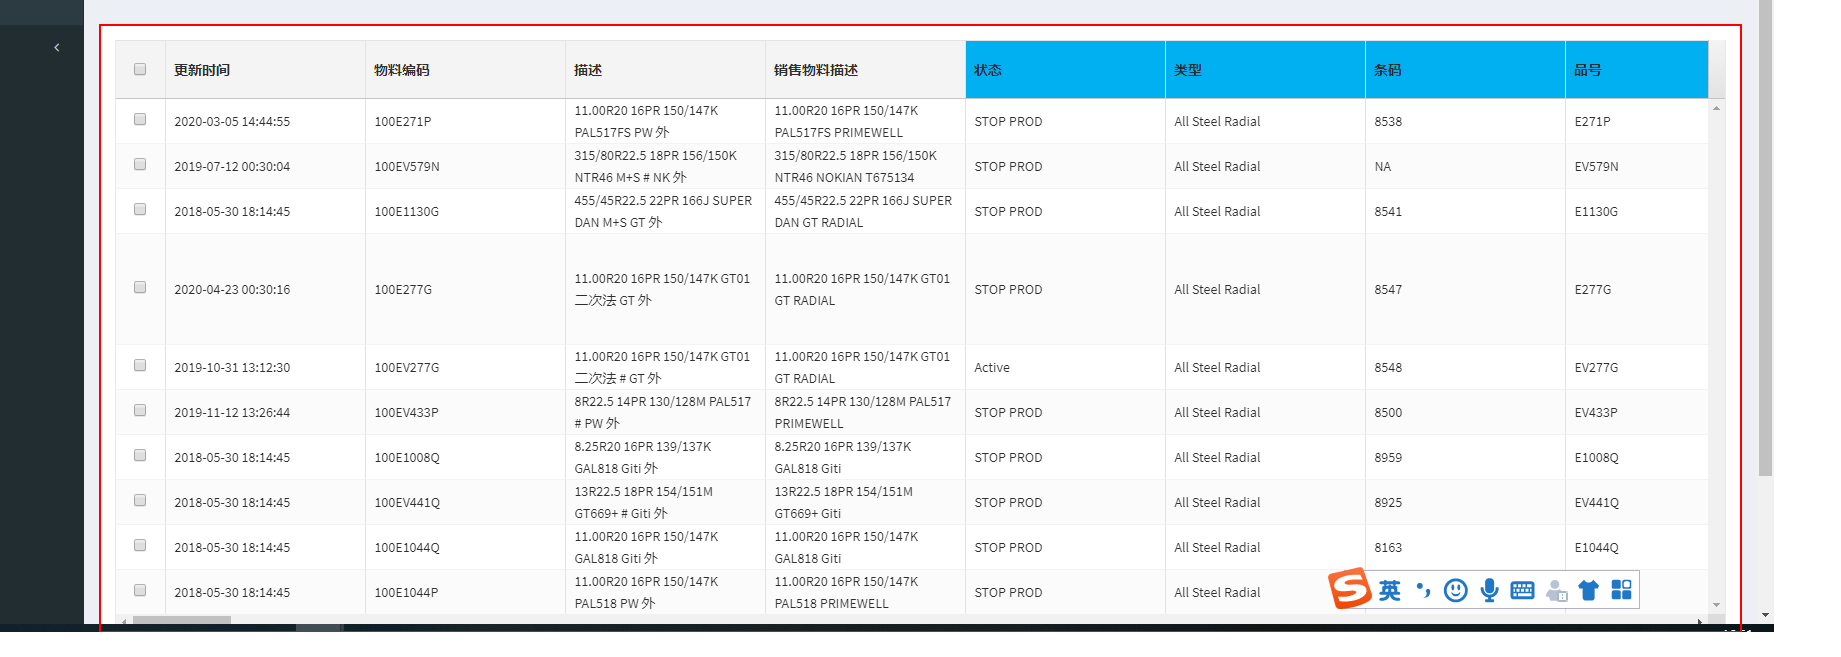 更新时间 物料编码 描述 销售物料描述 状态 类型 条码 品号
2020-03-05 14:44:55 100E271P 11.00R20 16PR 150/147K PAL517FS PW 外 11.00R20 16PR 150/147K PAL517FS PRIMEWELL STOP PROD All Steel Radial 8538 E271P
2019-07-12 00:30:04 100EV579N 315/80R22.5 18PR 156/150K NTR46 M+S # NK 外 315/80R22.5 18PR 156/150K NTR46 NOKIAN T675134 STOP PROD All Steel Radial NA EV579N
2018-05-30 18:14:45 100E1130G 455/45R22.5 22PR 166J SUPER DAN M+S GT 外 455/45R22.5 22PR 166J SUPER DAN GT RADIAL STOP PROD All Steel Radial 8541 E1130G
2020-04-23 00:30:16 100E277G 11.00R20 16PR 150/147K GT01 二次法 GT 外 11.00R20 16PR 150/147K GT01 GT RADIAL STOP PROD All Steel Radial 8547 E277G
2019-10-31 13:12:30 100EV277G 11.00R20 16PR 150/147K GT01 二次法 # GT 外 11.00R20 16PR 150/147K GT01 GT RADIAL Active All Steel Radial 8548 EV277G
2019-11-12 13:26:44 100EV433P 8R22.5 14PR 130/128M PAL517 # PW 外 8R22.5 14PR 130/128M PAL517 PRIMEWELL STOP PROD All Steel Radial 8500 EV433P
2018-05-30 18:14:45 100E1008Q 8.25R20 16PR 139/137K GAL818 Giti 外 8.25R20 16PR 139/137K GAL818 Giti STOP PROD All Steel Radial 8959 E1008Q
2018-05-30 18:14:45 100EV441Q 13R22.5 18PR 154/151M GT669+ # Giti 外 13R22.5 18PR 154/151M GT669+ Giti STOP PROD All Steel Radial 8925 EV441Q
2018-05-30 18:14:45 100E1044Q 11.00R20 16PR 150/147K GAL818 Giti 外 11.00R20 16PR 150/147K GAL818 Giti STOP PROD All Steel Radial 8163 E1044Q
2018-05-30 18:14:45 100E1044P 11.00R20 16PR 150/147K PAL518 PW 外 11.00R20 16PR 150/147K PAL518 PRIMEWELL STOP PROD All Steel Radial
英